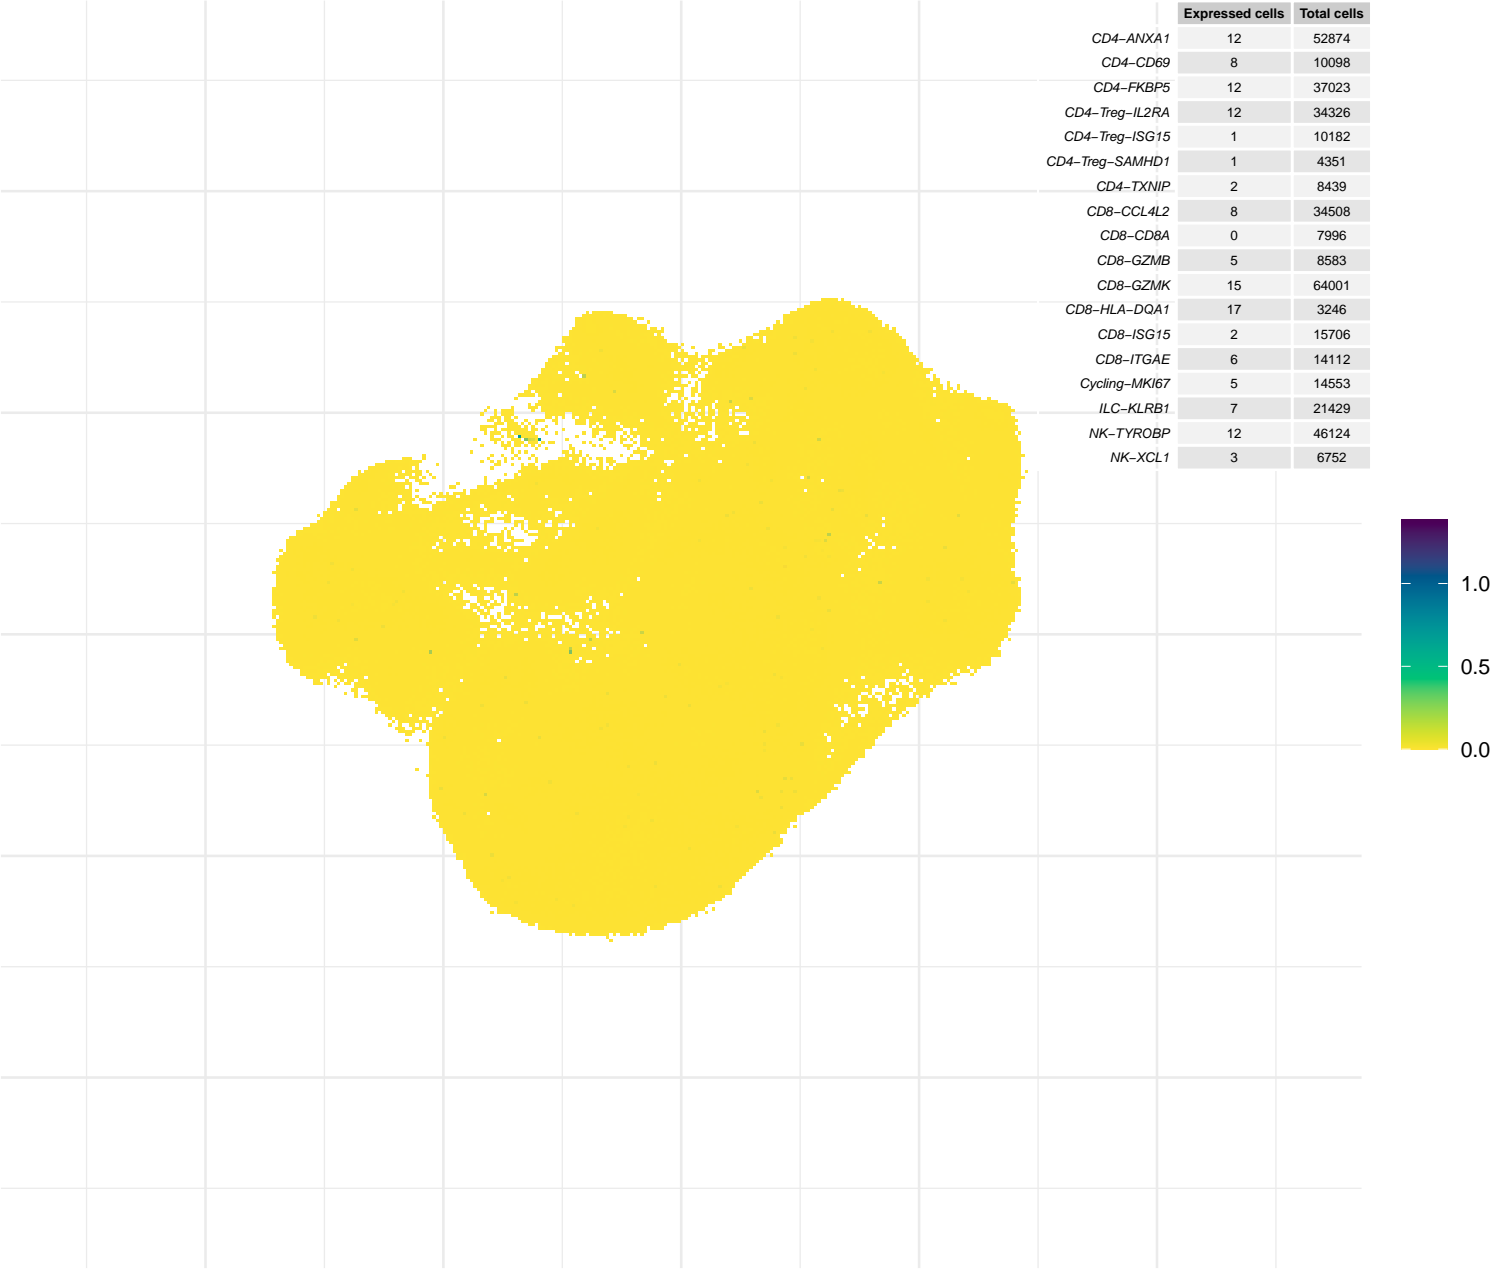 Expressed cells Total cells
CD4−ANXA1 12 52874
CD4−CD69 8 10098
CD4−FKBP5 12 37023
CD4−Treg−IL2RA 12 34326
CD4−Treg−ISG15 1 10182
CD4−Treg−SAMHD1 1 4351
CD4−TXNIP 2 8439
CD8−CCL4L2 8 34508
CD8−CD8A 0 7996
CD8−GZMB 5 8583
CD8−GZMK 15 64001
CD8−HLA−DQA1 17 3246
CD8−ISG15 2 15706
CD8−ITGAE 6 14112
Cycling−MKI67 5 14553
ILC−KLRB1 7 21429
NK−TYROBP 12 46124
NK−XCL1 3 6752
1.0
0.5
0.0